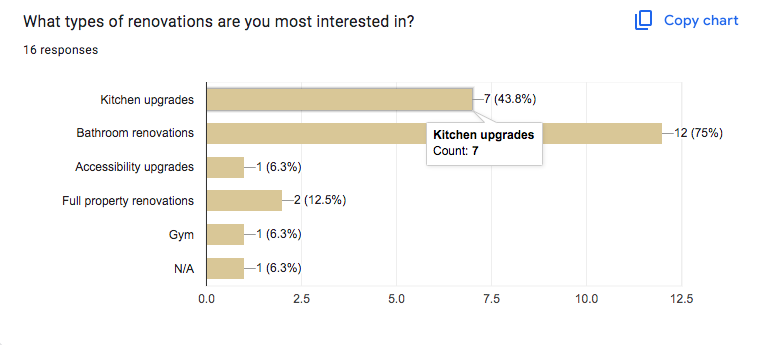 What types of renovations are you most interested in?
Copy chart
16 responses
Kitchen upgrades
7 (43.8%)
Bathroom renovations
12 (75%)
Kitchen upgrades
Count: 7
Accessibility upgrades
1 (6.3%)
Full property renovations
2 (12.5%)
Gym
1 (6.3%)
N/A
1 (6.3%)
0.0 2.5 5.0 7.5 10.0 12.5